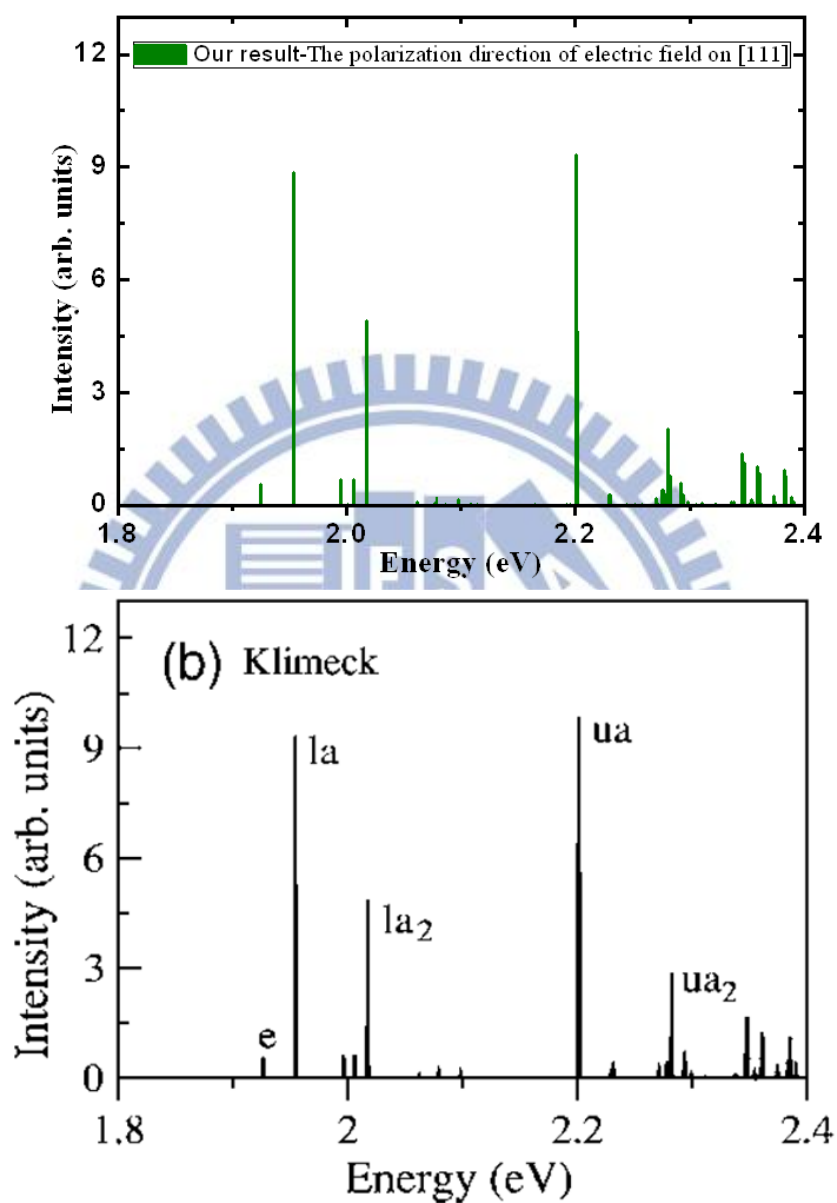 12
Our result-The polarization direction of electric field on [111]
9
6
3
0
Intensity (arb. units)
1.8
2.0
2.2
2.4
Energy (eV)
12
(b) Klimeck
9
la
ua
6
la2
3
ua2
e
0
Intensity (arb. units)
1.8
2
2.2
2.4
Energy (eV)